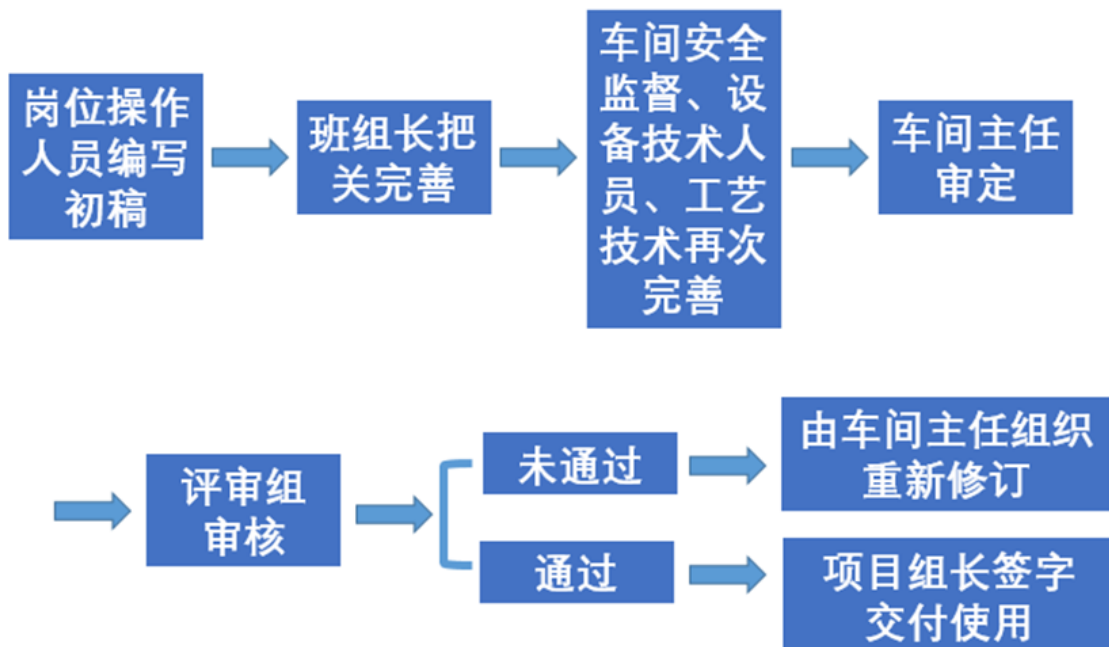 岗位操作
人员编写
初稿
班组长把
关完善
车间安全
监督、设
备技术人
员、工艺
技术再次
完善
车间主任
审定
评审组
审核
未通过
由车间主任组织
重新修订
通过
项目组长签字
交付使用